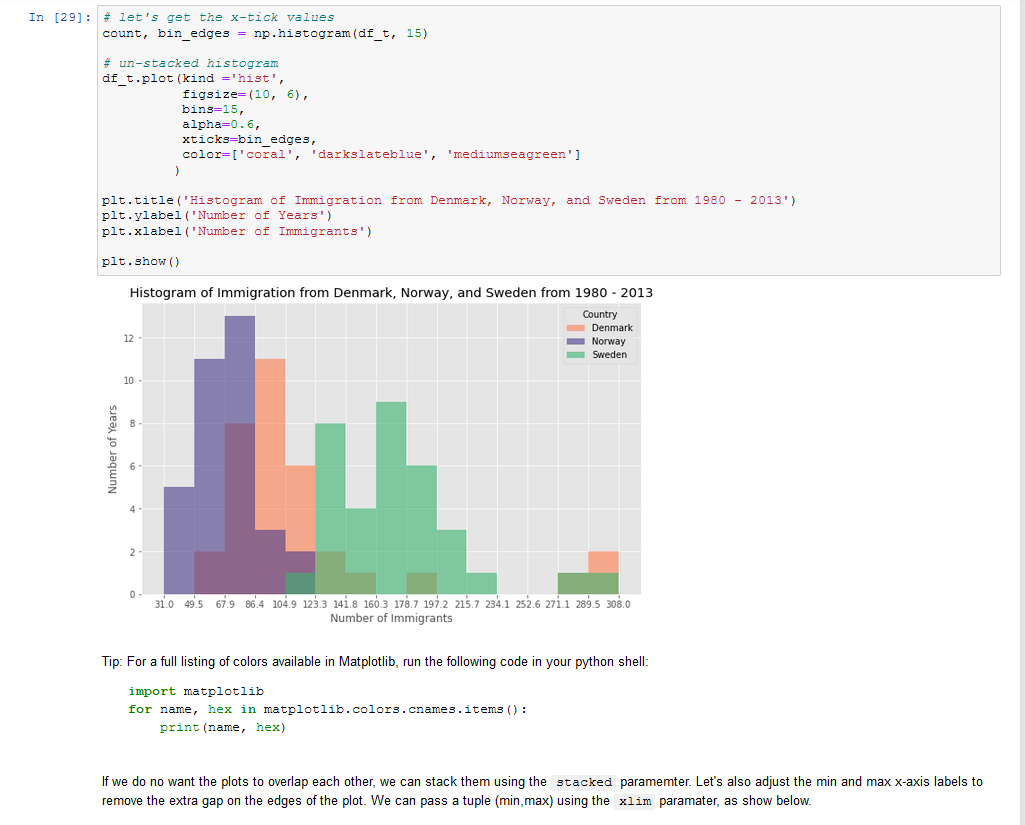 In [29]:
# let's get the x-tick values
count, bin_edges = np.histogram(df_t, 15)
# un-stacked histogram
df_t.plot(kind ='hist',
figsize=(10, 6),
bins=15,
alpha=0.6,
xticks=bin_edges,
color=['coral', 'darkslateblue', 'mediumseagreen']
)
plt.title('Histogram of Immigration from Denmark, Norway, and Sweden from 1980 - 2013')
plt.ylabel('Number of Years')
plt.xlabel('Number of Immigrants')
plt.show()
Histogram of Immigration from Denmark, Norway, and Sweden from 1980 - 2013
Country
Denmark
Norway
Sweden
Number of Years
12
10
8
6
4
2
0
31.0 49.5 67.9 86.4 104.9 123.3 141.8 160.3 178.7 197.2 215.7 234.1 252.6 271.1 289.5 308.0
Number of Immigrants
Tip: For a full listing of colors available in Matplotlib, run the following code in your python shell:
import matplotlib
for name, hex in matplotlib.colors.cnames.items():
print(name, hex)
If we do no want the plots to overlap each other, we can stack them using the stacked paramemter. Let's also adjust the min and max x-axis labels to
remove the extra gap on the edges of the plot. We can pass a tuple (min,max) using the xlim paramater, as show below.